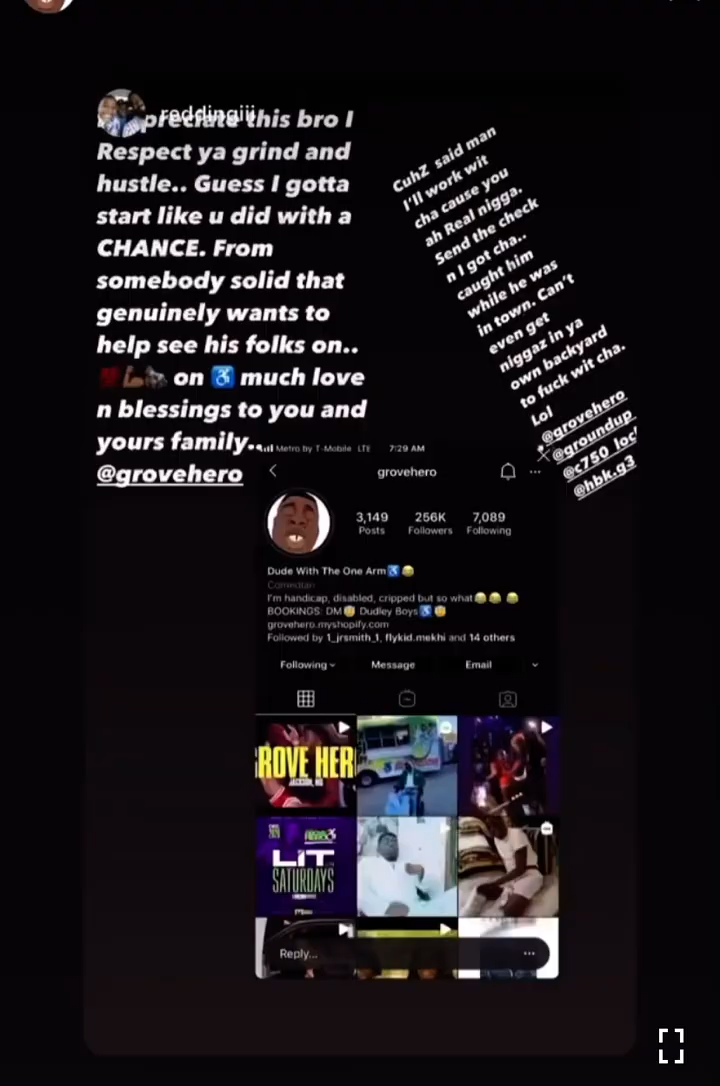 reddingiii
preciate this bro I
Respect ya grind and
hustle.. Guess I gotta
start like u did with a
CHANCE. From
somebody solid that
genuinely wants to
help see his folks on..
💯💪🏾 on ♿ much love
n blessings to you and
yours family..
@grovehero
CuhZ said man
I'll work wit
cha cause you
ah Real nigga.
Send the check
n I got cha..
caught him
while he was
in town. Can't
even get
niggaz in ya
own backyard
to fuck wit cha.
Lol
@grovehero
@groundup_
@c750_loc
@hbk.g3
Metro by T-Mobile LTE 7:29 AM
grovehero
3,149 256K 7,089
Posts Followers Following
Dude With The One Arm♿😂
Comedian
I'm handicap, disabled, cripped but so what😂😂😂
BOOKINGS: DM😇 Dudley Boys♿😇
grovehero.myshopify.com
Followed by 1_jrsmith_1, flykid.mekhi and 14 others
Following Message Email
GROVE HER
JACKSON, MS
LIT
SATURDAYS
Reply...